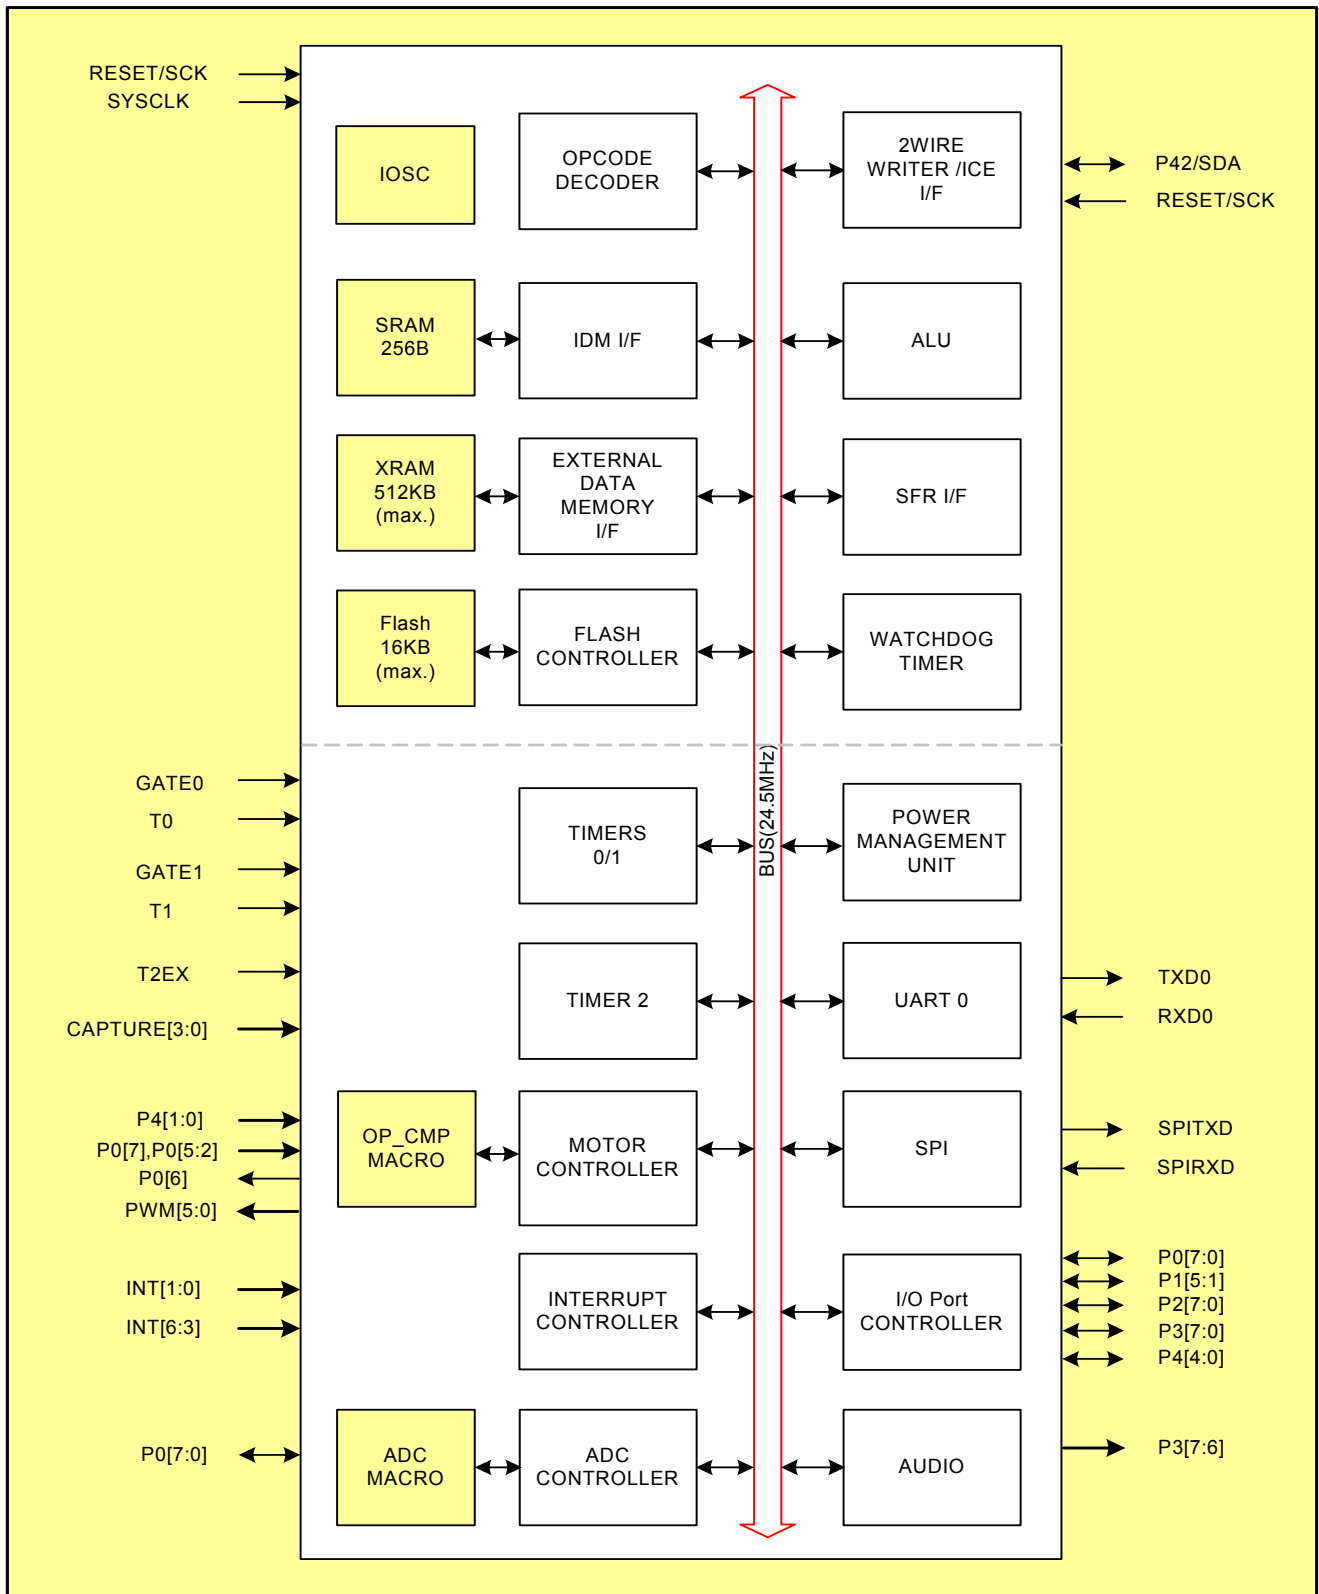 RESET/SCK
SYSCLK
IOSC
OPCODE
DECODER
2WIRE
WRITER /ICE
I/F
P42/SDA
RESET/SCK
SRAM
256B
IDM I/F
ALU
XRAM
512KB
(max.)
EXTERNAL
DATA
MEMORY
I/F
SFR I/F
Flash
16KB
(max.)
FLASH
CONTROLLER
WATCHDOG
TIMER
BUS(24.5MHz)
GATE0
T0
GATE1
T1
TIMERS
0/1
POWER
MANAGEMENT
UNIT
T2EX
CAPTURE[3:0]
TIMER 2
UART 0
TXD0
RXD0
P4[1:0]
P0[7],P0[5:2]
P0[6]
PWM[5:0]
OP_CMP
MACRO
MOTOR
CONTROLLER
SPI
SPITXD
SPIRXD
INT[1:0]
INT[6:3]
INTERRUPT
CONTROLLER
I/O Port
CONTROLLER
P0[7:0]
P1[5:1]
P2[7:0]
P3[7:0]
P4[4:0]
P0[7:0]
ADC
MACRO
ADC
CONTROLLER
AUDIO
P3[7:6]